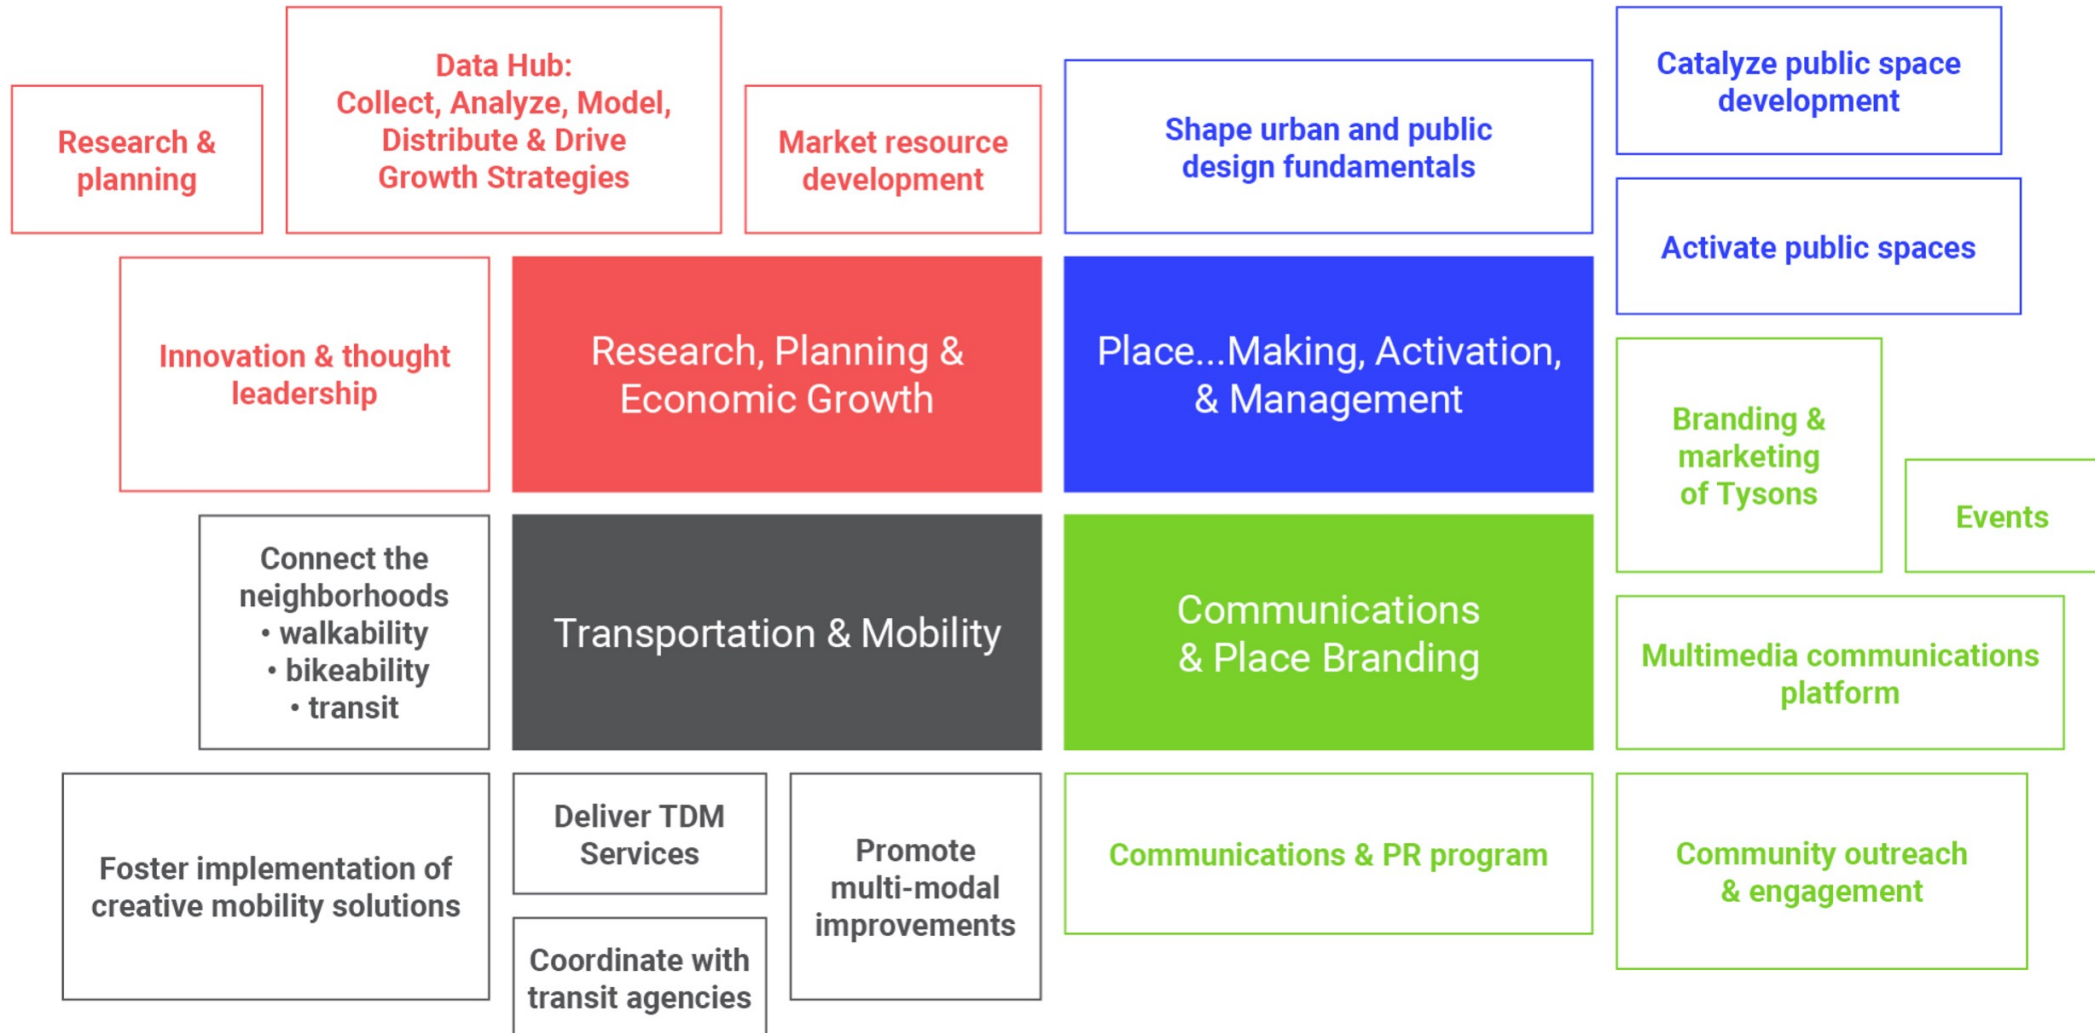 Data Hub:
Collect, Analyze, Model,
Distribute & Drive
Growth Strategies
Research &
planning
Market resource
development
Shape urban and public
design fundamentals
Catalyze public space
development
Activate public spaces
Innovation & thought
leadership
Research, Planning &
Economic Growth
Place...Making, Activation,
& Management
Branding &
marketing
of Tysons
Events
Connect the
neighborhoods
• walkability
• bikeability
• transit
Transportation & Mobility
Communications
& Place Branding
Multimedia communications
platform
Foster implementation of
creative mobility solutions
Deliver TDM
Services
Coordinate with
transit agencies
Promote
multi-modal
improvements
Communications & PR program
Community outreach
& engagement